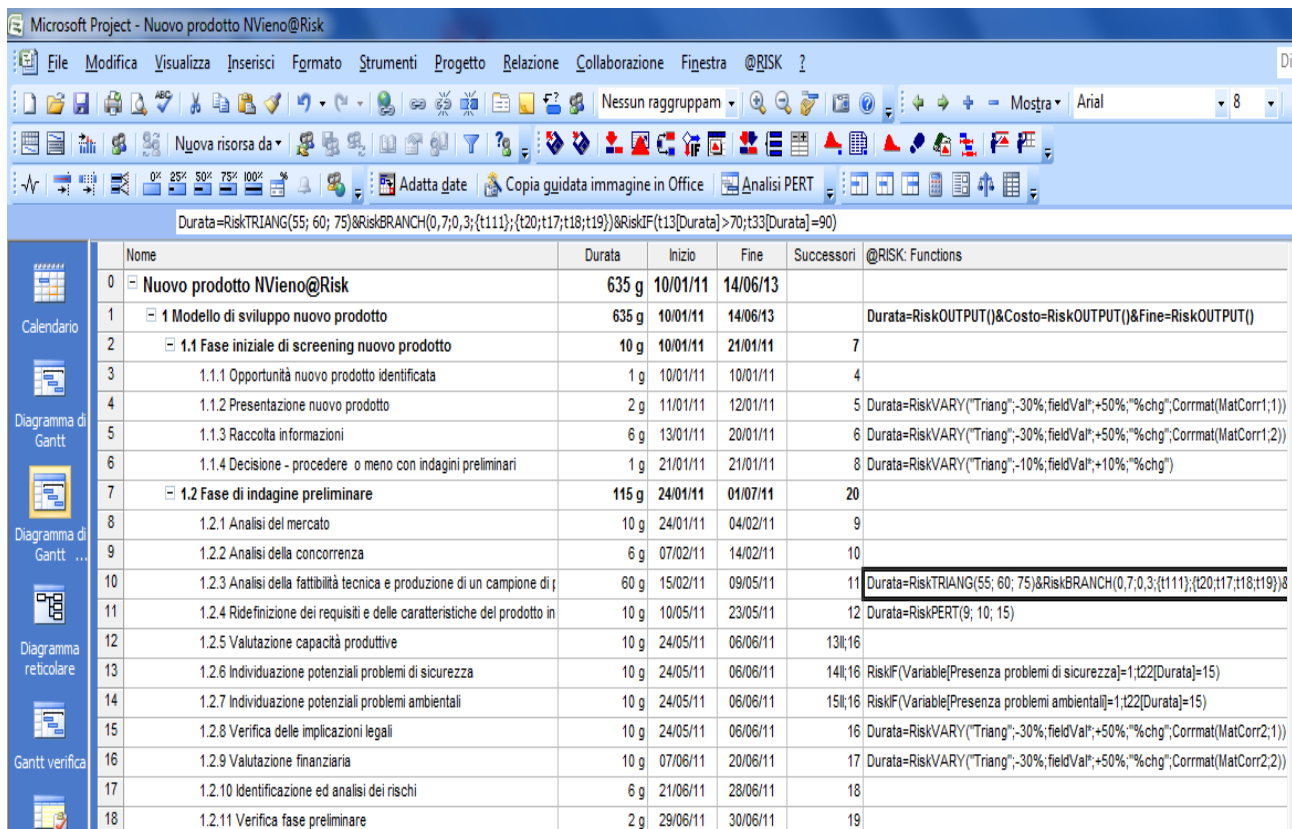 Microsoft Project - Nuovo prodotto NVieno@Risk
File Modifica Visualizza Inserisci Formato Strumenti Progetto Relazione Collaborazione Finestra @RISK ? Di
Nessun raggruppam Mostra Arial 8
Nuova risorsa da
0% 25% 50% 75% 100% Adatta date Copia guidata immagine in Office Analisi PERT
Durata=RiskTRIANG(55; 60; 75)&RiskBRANCH(0,7;0,3;{t111};{t20;t17;t18;t19})&RiskIF(t13[Durata]>70;t33[Durata]=90)
Nome Durata Inizio Fine Successori @RISK: Functions
0 Nuovo prodotto NVieno@Risk 635 g 10/01/11 14/06/13
1 1 Modello di sviluppo nuovo prodotto 635 g 10/01/11 14/06/13 Durata=RiskOUTPUT()&Costo=RiskOUTPUT()&Fine=RiskOUTPUT()
2 1.1 Fase iniziale di screening nuovo prodotto 10 g 10/01/11 21/01/11 7
3 1.1.1 Opportunità nuovo prodotto identificata 1 g 10/01/11 10/01/11 4
4 1.1.2 Presentazione nuovo prodotto 2 g 11/01/11 12/01/11 5 Durata=RiskVARY("Triang";-30%;fieldVal*;+50%;"%chg";Corrmat(MatCorr1;1))
5 1.1.3 Raccolta informazioni 6 g 13/01/11 20/01/11 6 Durata=RiskVARY("Triang";-30%;fieldVal*;+50%;"%chg";Corrmat(MatCorr1;2))
6 1.1.4 Decisione - procedere o meno con indagini preliminari 1 g 21/01/11 21/01/11 8 Durata=RiskVARY("Triang";-10%;fieldVal*;+10%;"%chg")
7 1.2 Fase di indagine preliminare 115 g 24/01/11 01/07/11 20
8 1.2.1 Analisi del mercato 10 g 24/01/11 04/02/11 9
9 1.2.2 Analisi della concorrenza 6 g 07/02/11 14/02/11 10
10 1.2.3 Analisi della fattibilità tecnica e produzione di un campione di p 60 g 15/02/11 09/05/11 11 Durata=RiskTRIANG(55; 60; 75)&RiskBRANCH(0,7;0,3;{t111};{t20;t17;t18;t19})&
11 1.2.4 Ridefinizione dei requisiti e delle caratteristiche del prodotto in 10 g 10/05/11 23/05/11 12 Durata=RiskPERT(9; 10; 15)
12 1.2.5 Valutazione capacità produttive 10 g 24/05/11 06/06/11 13II;16
13 1.2.6 Individuazione potenziali problemi di sicurezza 10 g 24/05/11 06/06/11 14II;16 RiskIF(Variable[Presenza problemi di sicurezza]=1;t22[Durata]=15)
14 1.2.7 Individuazione potenziali problemi ambientali 10 g 24/05/11 06/06/11 15II;16 RiskIF(Variable[Presenza problemi ambientali]=1;t22[Durata]=15)
15 1.2.8 Verifica delle implicazioni legali 10 g 24/05/11 06/06/11 16 Durata=RiskVARY("Triang";-30%;fieldVal*;+50%;"%chg";Corrmat(MatCorr2;1))
16 1.2.9 Valutazione finanziaria 10 g 07/06/11 20/06/11 17 Durata=RiskVARY("Triang";-30%;fieldVal*;+50%;"%chg";Corrmat(MatCorr2;2))
17 1.2.10 Identificazione ed analisi dei rischi 6 g 21/06/11 28/06/11 18
18 1.2.11 Verifica fase preliminare 2 g 29/06/11 30/06/11 19
Calendario
Diagramma di
Gantt
Diagramma di
Gantt ...
Diagramma
reticolare
Gantt verifica